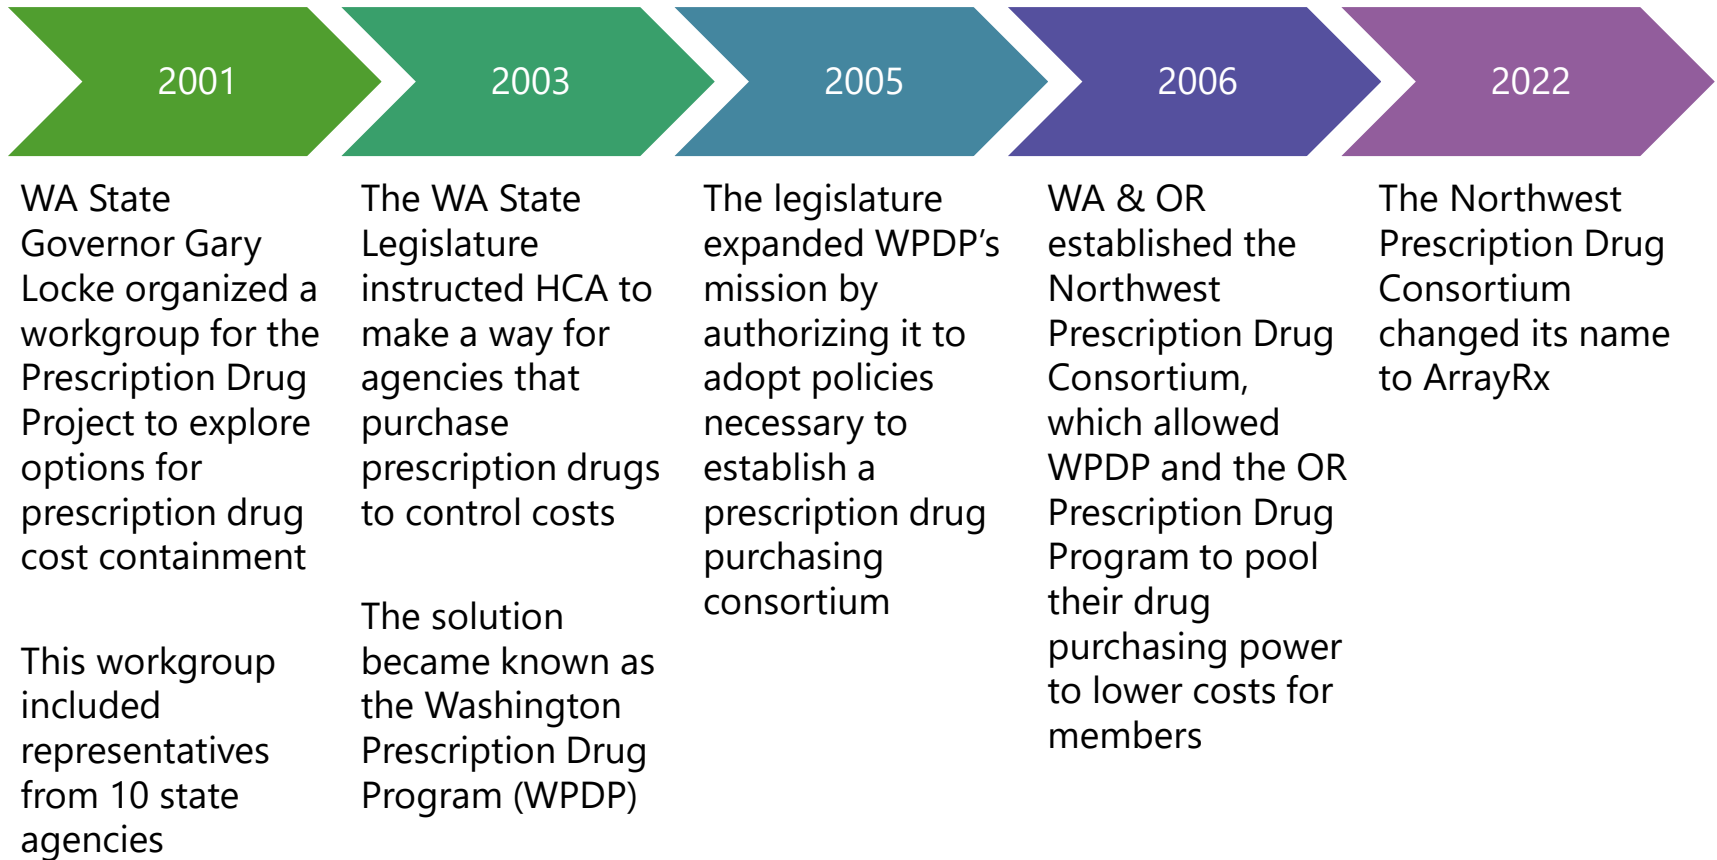 2001
WA State
Governor Gary
Locke organized a
workgroup for the
Prescription Drug
Project to explore
options for
prescription drug
cost containment
This workgroup
included
representatives
from 10 state
agencies
2003
The WA State
Legislature
instructed HCA to
make a way for
agencies that
purchase
prescription drugs
to control costs
The solution
became known as
the Washington
Prescription Drug
Program (WPDP)
2005
The legislature
expanded WPDP’s
mission by
authorizing it to
adopt policies
necessary to
establish a
prescription drug
purchasing
consortium
2006
WA & OR
established the
Northwest
Prescription Drug
Consortium,
which allowed
WPDP and the OR
Prescription Drug
Program to pool
their drug
purchasing power
to lower costs for
members
2022
The Northwest
Prescription Drug
Consortium
changed its name
to ArrayRx